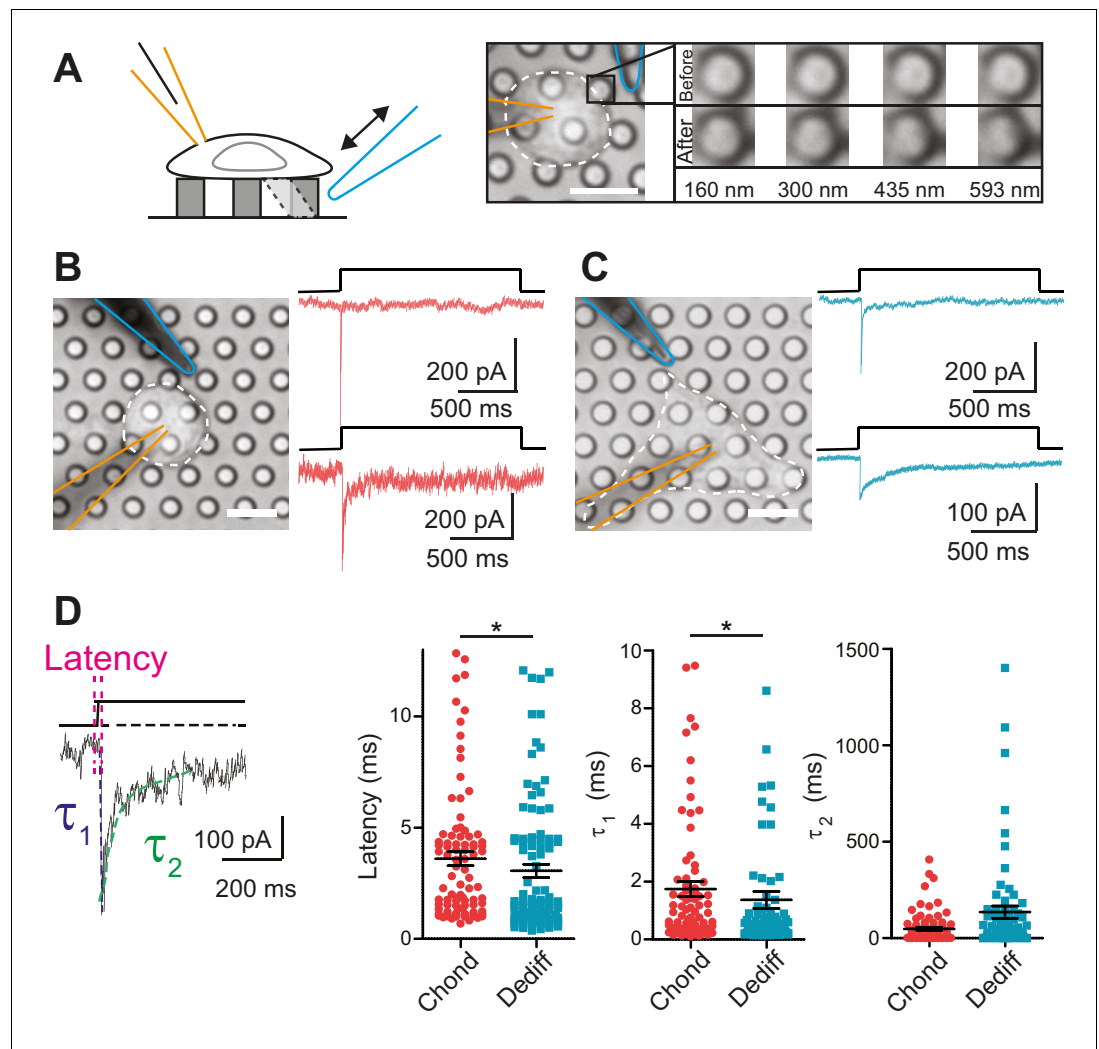 A
Before
After
160 nm 300 nm 435 nm 593 nm
B
200 pA
500 ms
200 pA
500 ms
C
200 pA
500 ms
100 pA
500 ms
D
Latency
τ1
τ2
100 pA
200 ms
Latency (ms)
10
5
0
*
Chond
Dediff
τ1 (ms)
10
8
6
4
2
0
*
Chond
Dediff
τ2 (ms)
1500
1000
500
0
Chond
Dediff